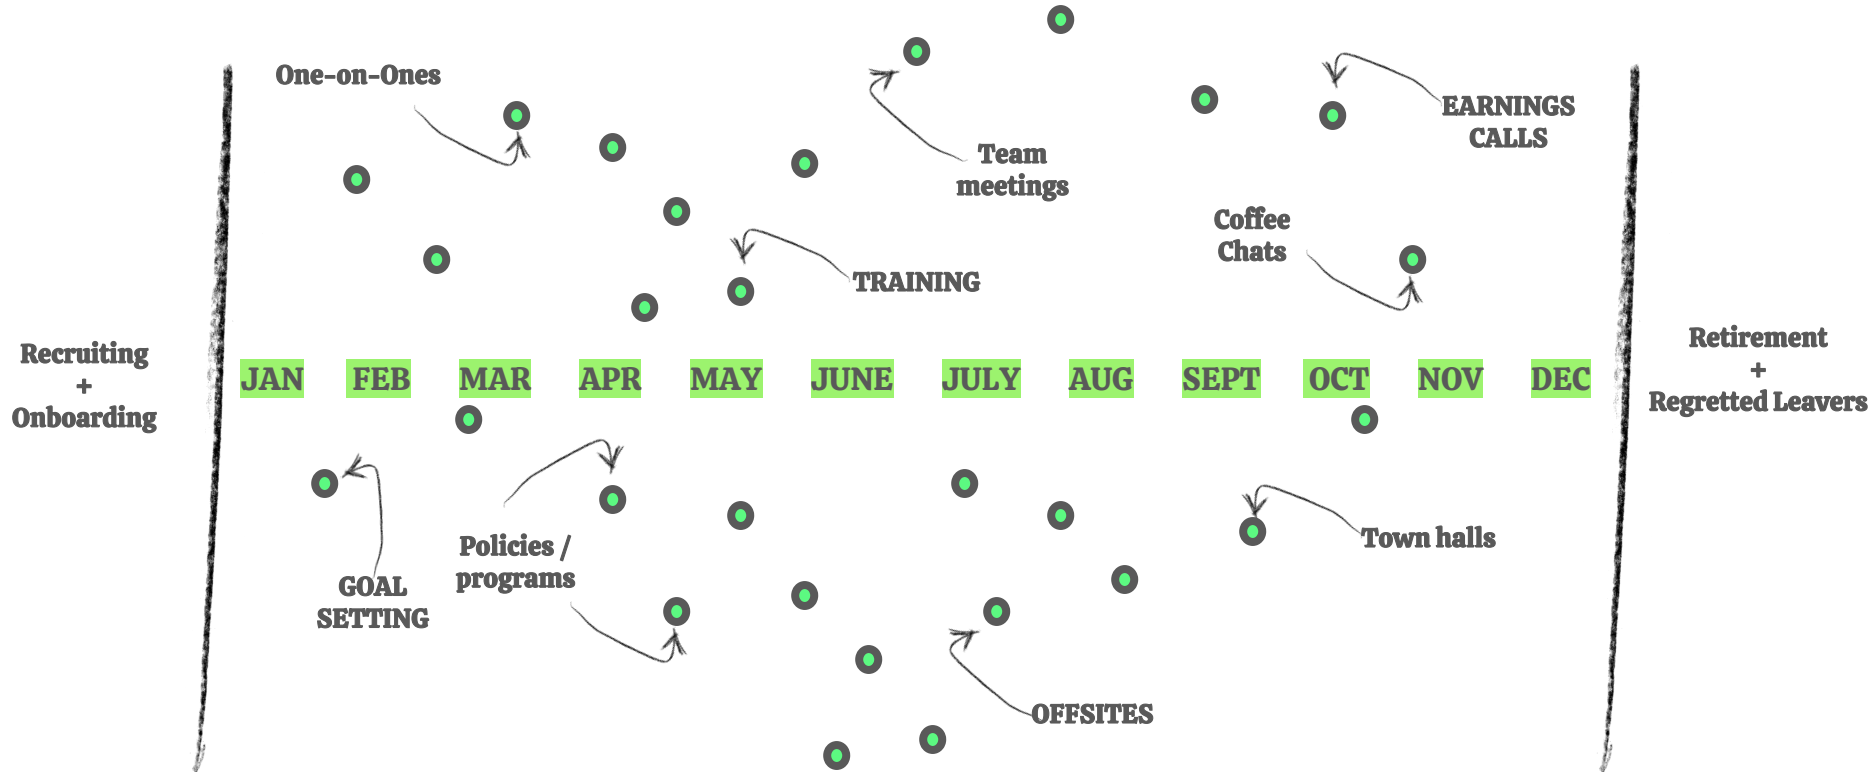 One-on-Ones
EARNINGS
CALLS
Team
meetings
Coffee
Chats
TRAINING
Recruiting
+
Onboarding
JAN FEB MAR APR MAY JUNE JULY AUG SEPT OCT NOV DEC
Retirement
+
Regretted Leavers
GOAL
SETTING
Policies /
programs
Town halls
OFFSITES